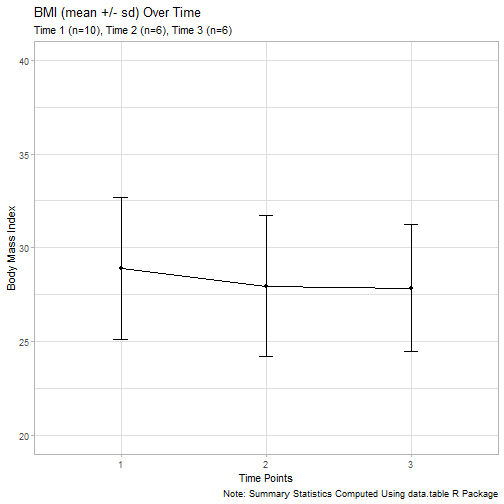 BMI (mean +/- sd) Over Time
Time 1 (n=10), Time 2 (n=6), Time 3 (n=6)
40
35
30
25
20
Body Mass Index
1 2 3
Time Points
Note: Summary Statistics Computed Using data.table R Package